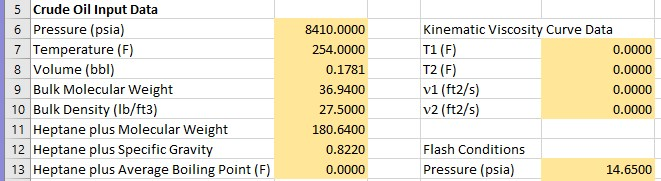 5 Crude Oil Input Data
6 Pressure (psia) 8410.0000 Kinematic Viscosity Curve Data
7 Temperature (F) 254.0000 T1 (F) 0.0000
8 Volume (bbl) 0.1781 T2 (F) 0.0000
9 Bulk Molecular Weight 36.9400 ν1 (ft2/s) 0.0000
10 Bulk Density (lb/ft3) 27.5000 ν2 (ft2/s) 0.0000
11 Heptane plus Molecular Weight 180.6400
12 Heptane plus Specific Gravity 0.8220 Flash Conditions
13 Heptane plus Average Boiling Point (F) 0.0000 Pressure (psia) 14.6500